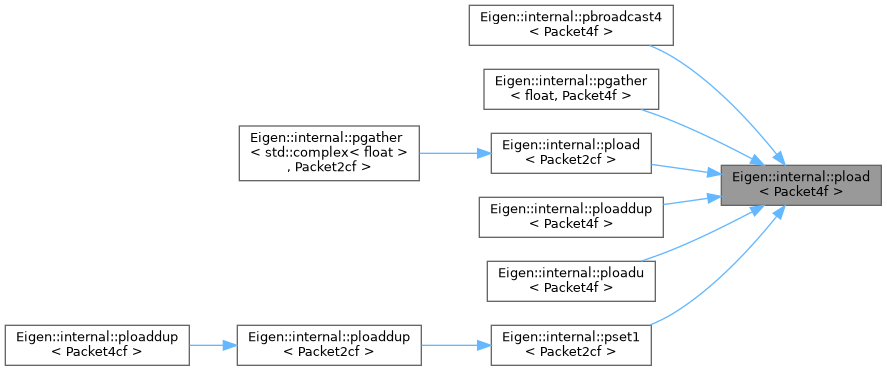 Eigen::internal::pbroadcast4
< Packet4f >
Eigen::internal::pgather
< float, Packet4f >
Eigen::internal::pgather
< std::complex< float >
, Packet2cf >
Eigen::internal::pload
< Packet2cf >
Eigen::internal::pload
< Packet4f >
Eigen::internal::ploaddup
< Packet4f >
Eigen::internal::ploadu
< Packet4f >
Eigen::internal::ploaddup
< Packet4cf >
Eigen::internal::ploaddup
< Packet2cf >
Eigen::internal::pset1
< Packet2cf >